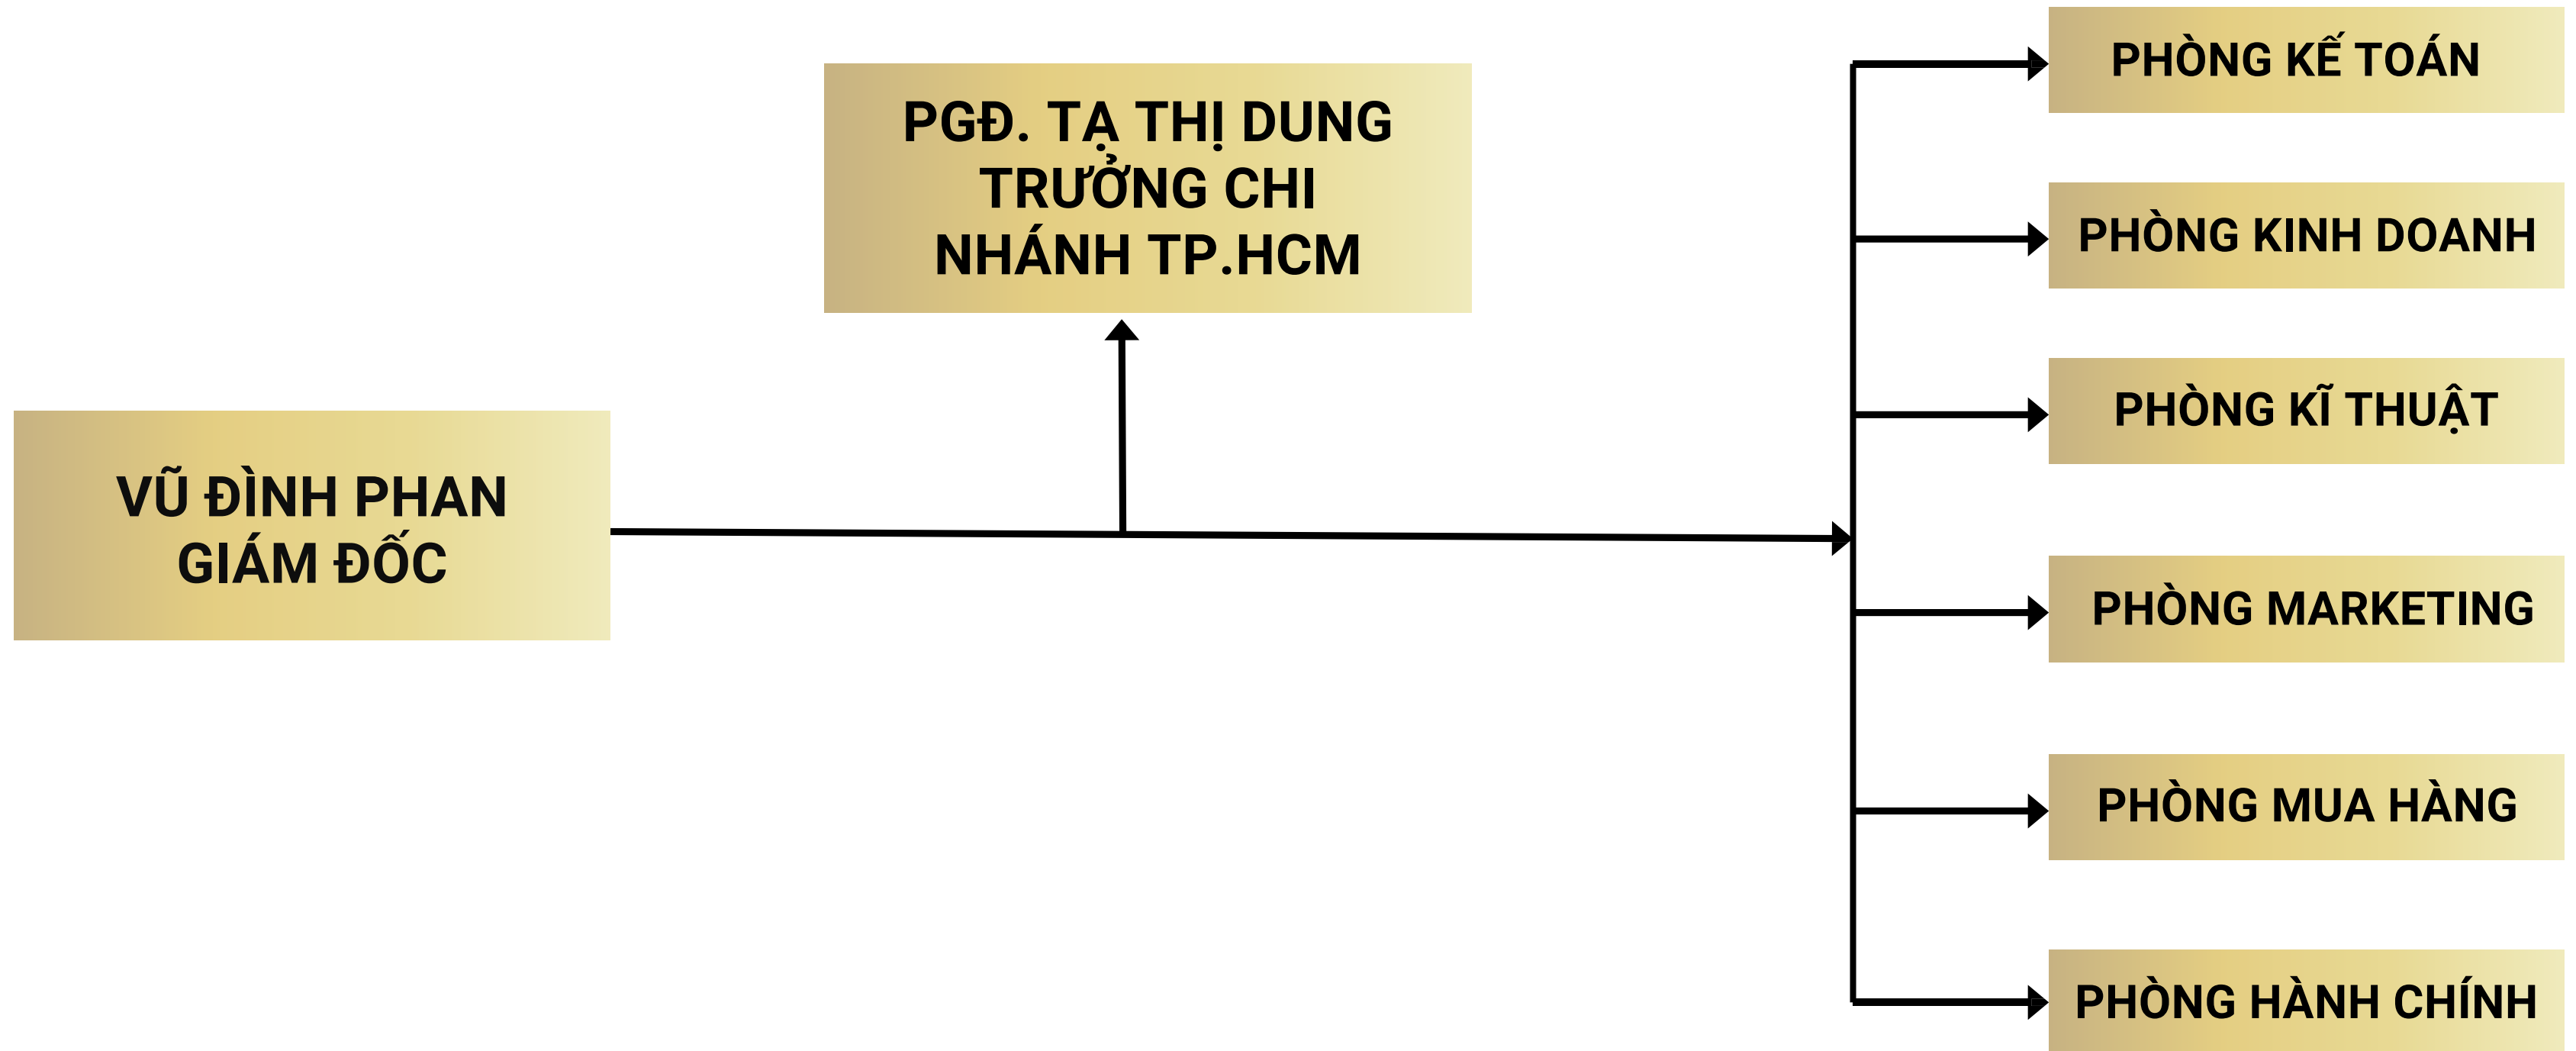 VŨ ĐÌNH PHAN
GIÁM ĐỐC
PGĐ. TẠ THỊ DUNG
TRƯỞNG CHI
NHÁNH TP.HCM
PHÒNG KẾ TOÁN
PHÒNG KINH DOANH
PHÒNG KĨ THUẬT
PHÒNG MARKETING
PHÒNG MUA HÀNG
PHÒNG HÀNH CHÍNH